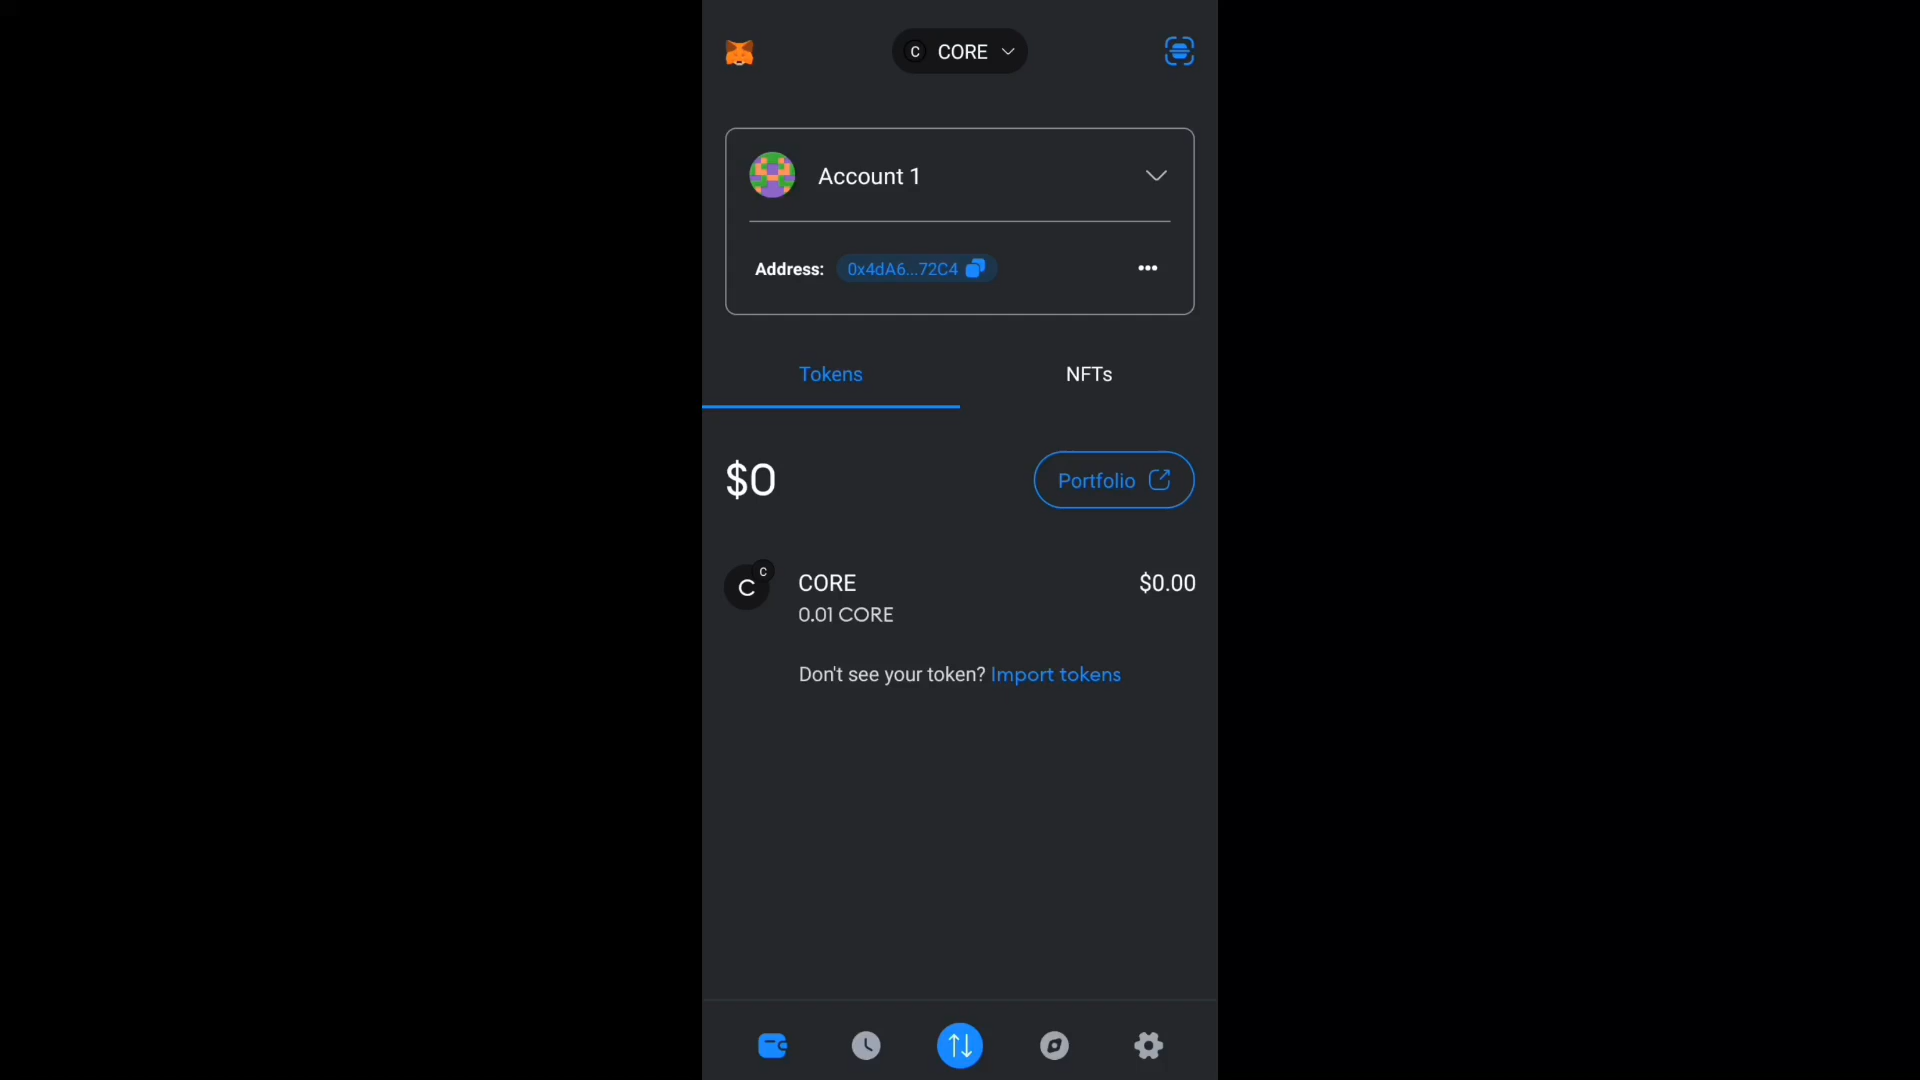 C CORE
Account 1
Address: 0x4dA6...72C4
Tokens NFTs
$0 Portfolio
C C CORE $0.00
0.01 CORE
Don't see your token? Import tokens